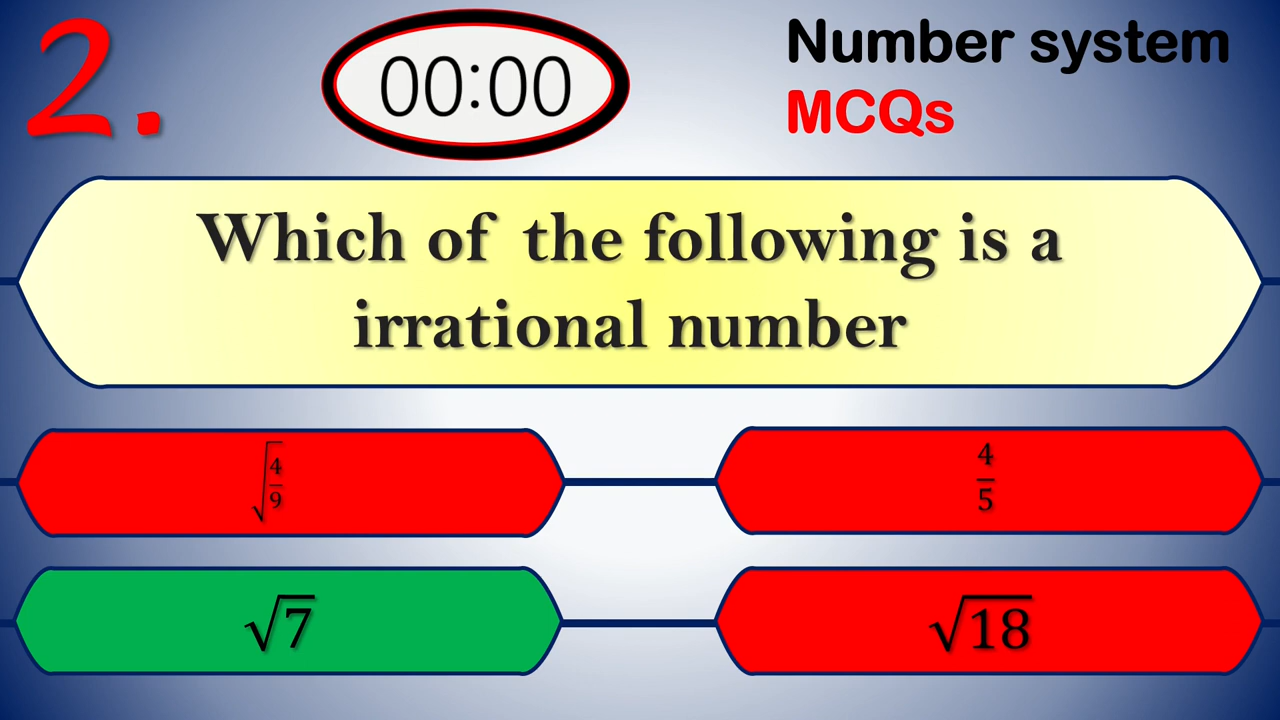 2.
00:00
Number system
MCQs
Which of the following is a
irrational number
√(4/9)
4/5
√7
√18